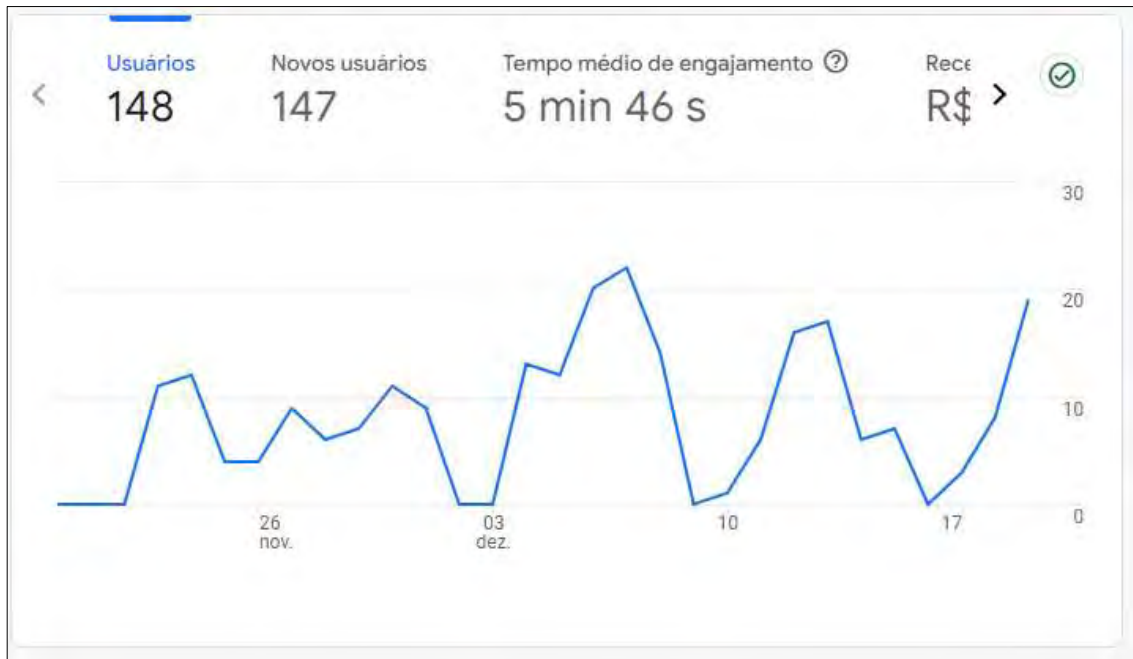 Usuários
148
Novos usuários
147
Tempo médio de engajamento
5 min 46 s
Rece
R$
30
20
10
0
26
nov.
03
dez.
10
17